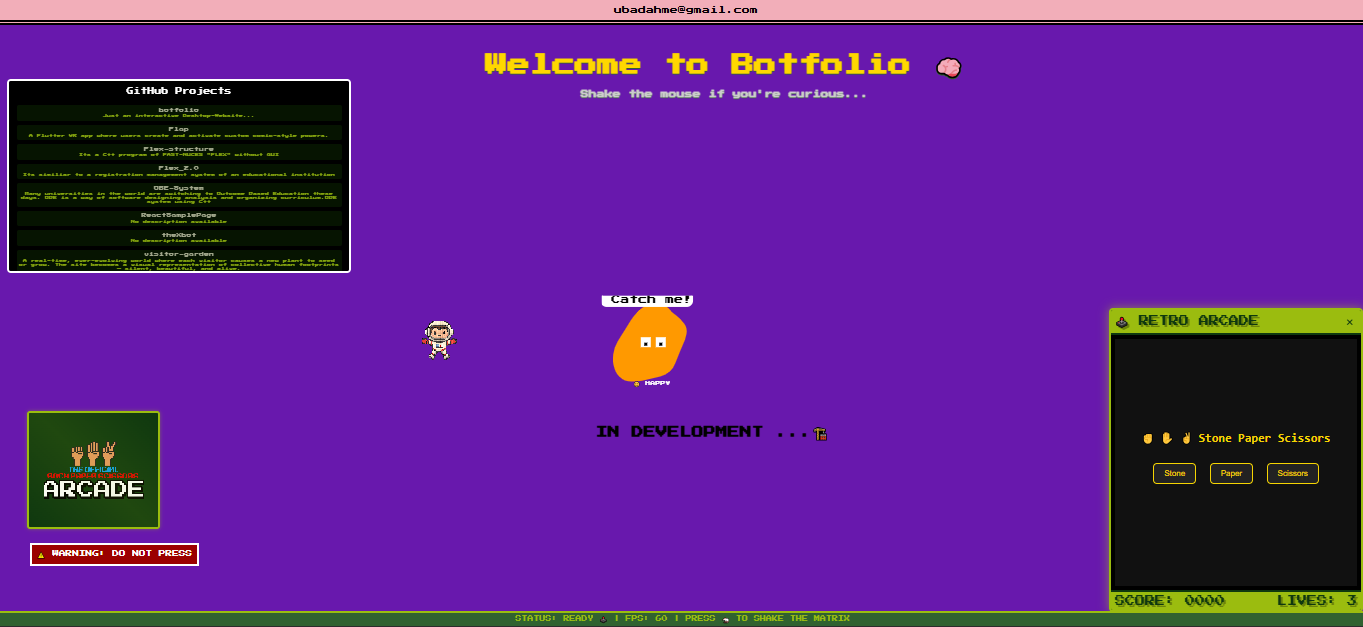 ubadahme@gmail.com
Welcome to Botfolio
Shake the mouse if you're curious...
GitHub Projects
botfolio
Just an interactive Desktop-Website...
Flap
A Flutter VR app where users create and activate custom comic-style powers.
Flex-structure
Its a C++ program of FAST-NUCES "FLEX" without GUI
Flex_2.0
Its similiar to a registration management system of an educational institution
OBE-System
Many universities in the world are switching to Outcome Based Education these
days. OBE is a way of software designing analysis and organizing curriculum.OBE
system using C++
ReactSamplePage
No description available
theXbot
No description available
visitor-garden
A real-time, ever-evolving world where each visitor causes a new plant to seed
or grow. The site becomes a visual representation of collective human footprints
— silent, beautiful, and alive.
Catch me!
HAPPY
IN DEVELOPMENT ...
THE OFFICIAL
ARCADE
WARNING: DO NOT PRESS
RETRO ARCADE
×
Stone Paper Scissors
Stone Paper Scissors
SCORE: 0000 LIVES: 3
STATUS: READY | FPS: 60 | PRESS TO SHAKE THE MATRIX